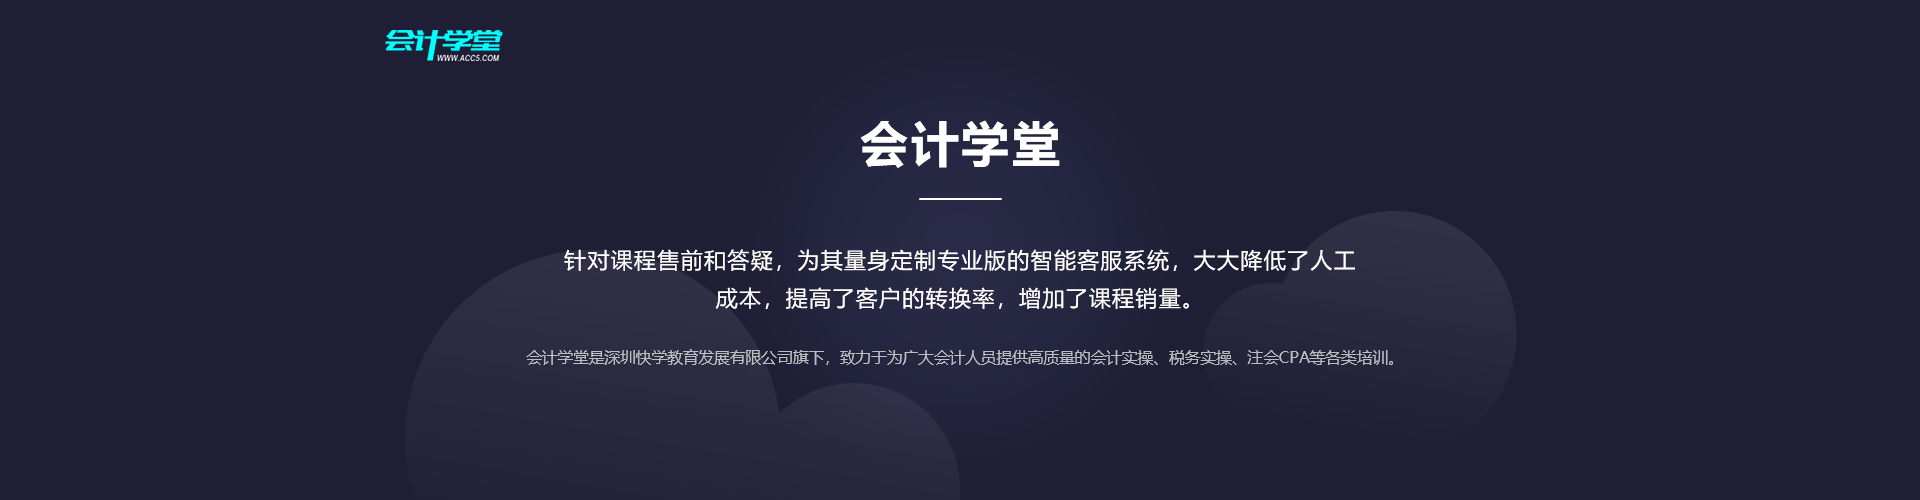 会计学堂
WWW.ACC5.COM
会计学堂
针对课程售前和答疑，为其量身定制专业版的智能客服系统，大大降低了人工
成本，提高了客户的转换率，增加了课程销量。
会计学堂是深圳快学教育发展有限公司旗下，致力于为广大会计人员提供高质量的会计实操、税务实操、注会CPA等各类培训。